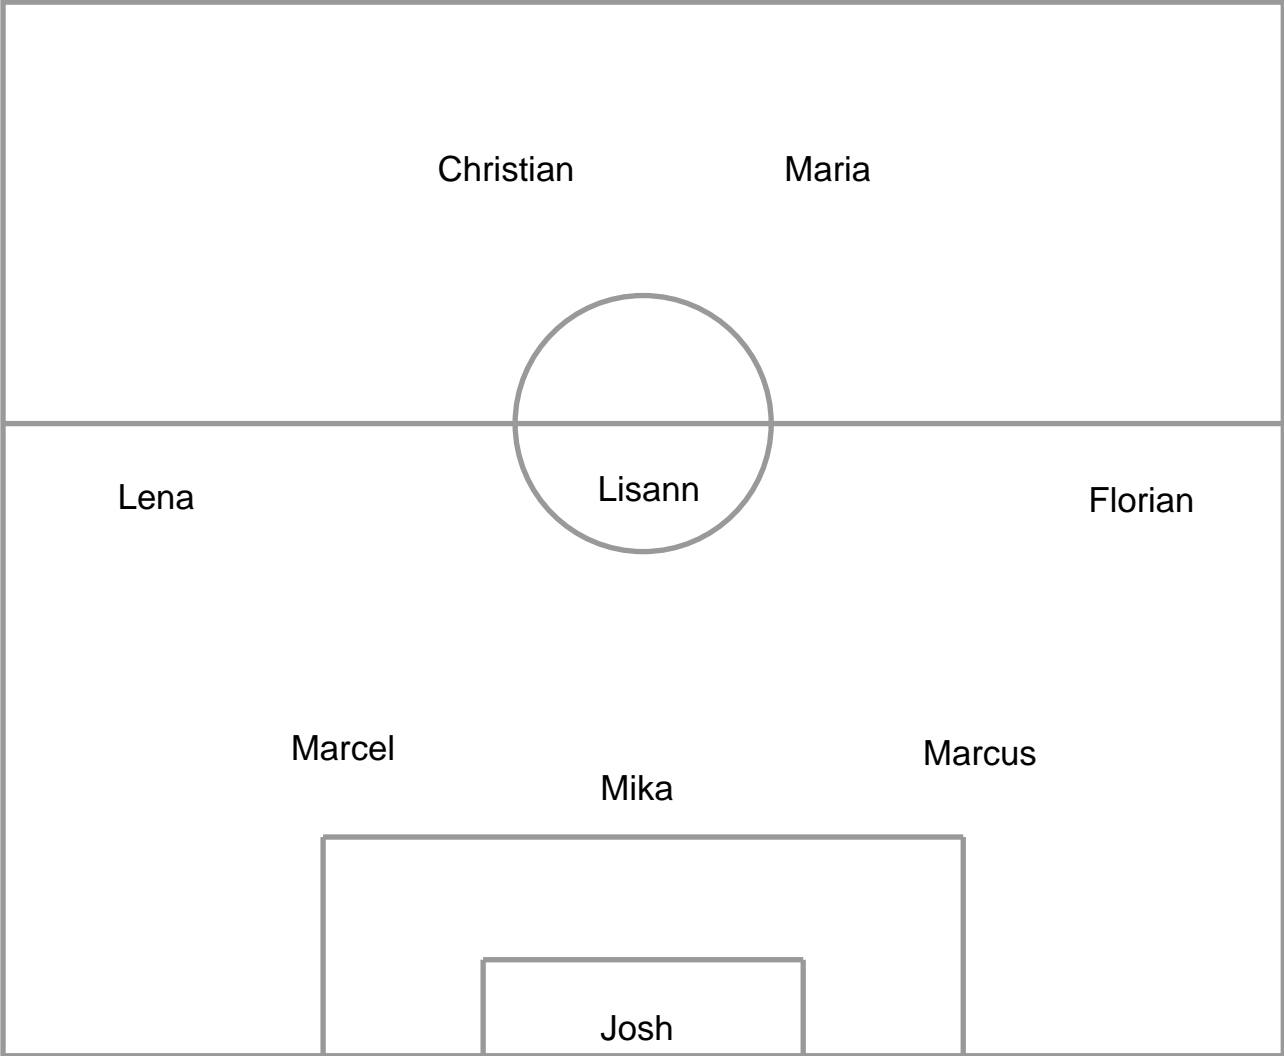 Christian Maria
Lena Lisann Florian
Marcel Marcus
Mika
Josh